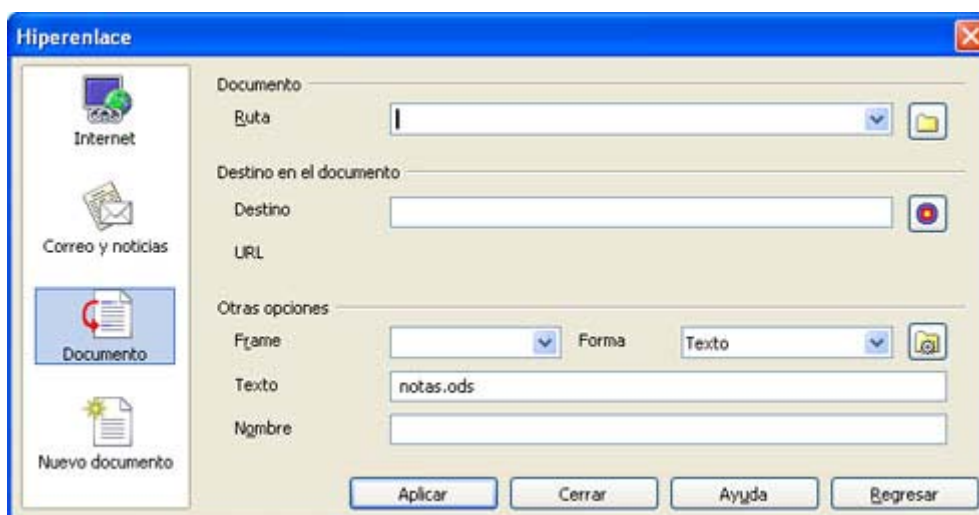 Hiperenlace
Internet
Correo y noticias
Documento
Nuevo documento
Documento
Ruta
Destino en el documento
Destino
URL
Otras opciones
Frame Forma Texto
Texto notas.ods
Nombre
Aplicar Cerrar Ayuda Regresar